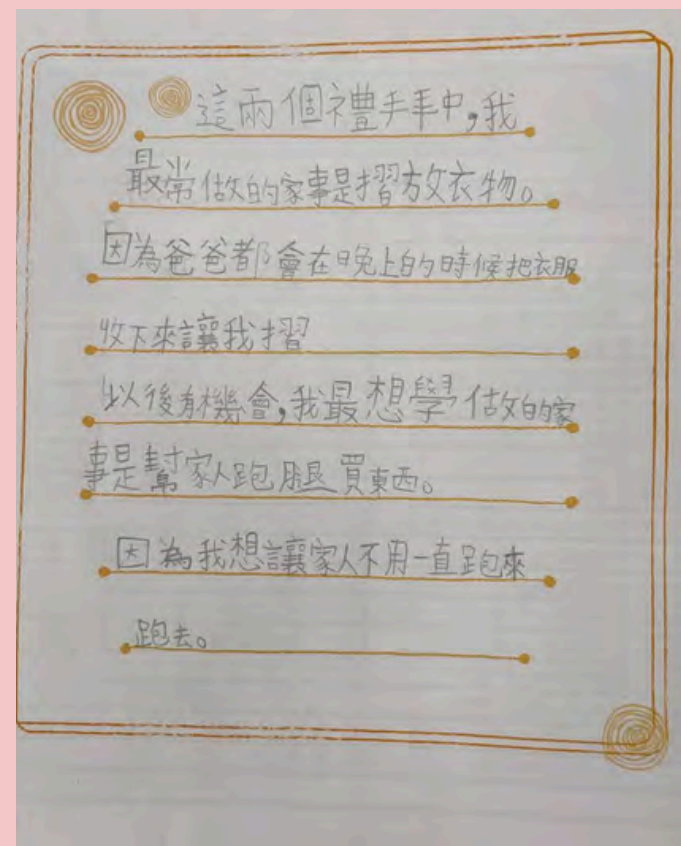 這兩個禮拜中,我
最常做的家事是摺放衣物。
因為爸爸都會在晚上的時候把衣服
收下來讓我摺
以後有機會,我最想學做的家
事是幫家人跑腿買東西。
因為我想讓家人不用一直跑來
跑去。